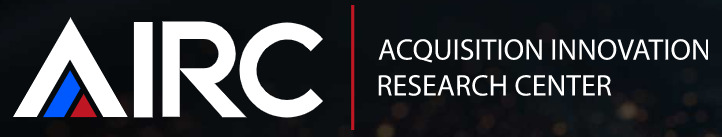 AIRC
ACQUISITION INNOVATION
RESEARCH CENTER